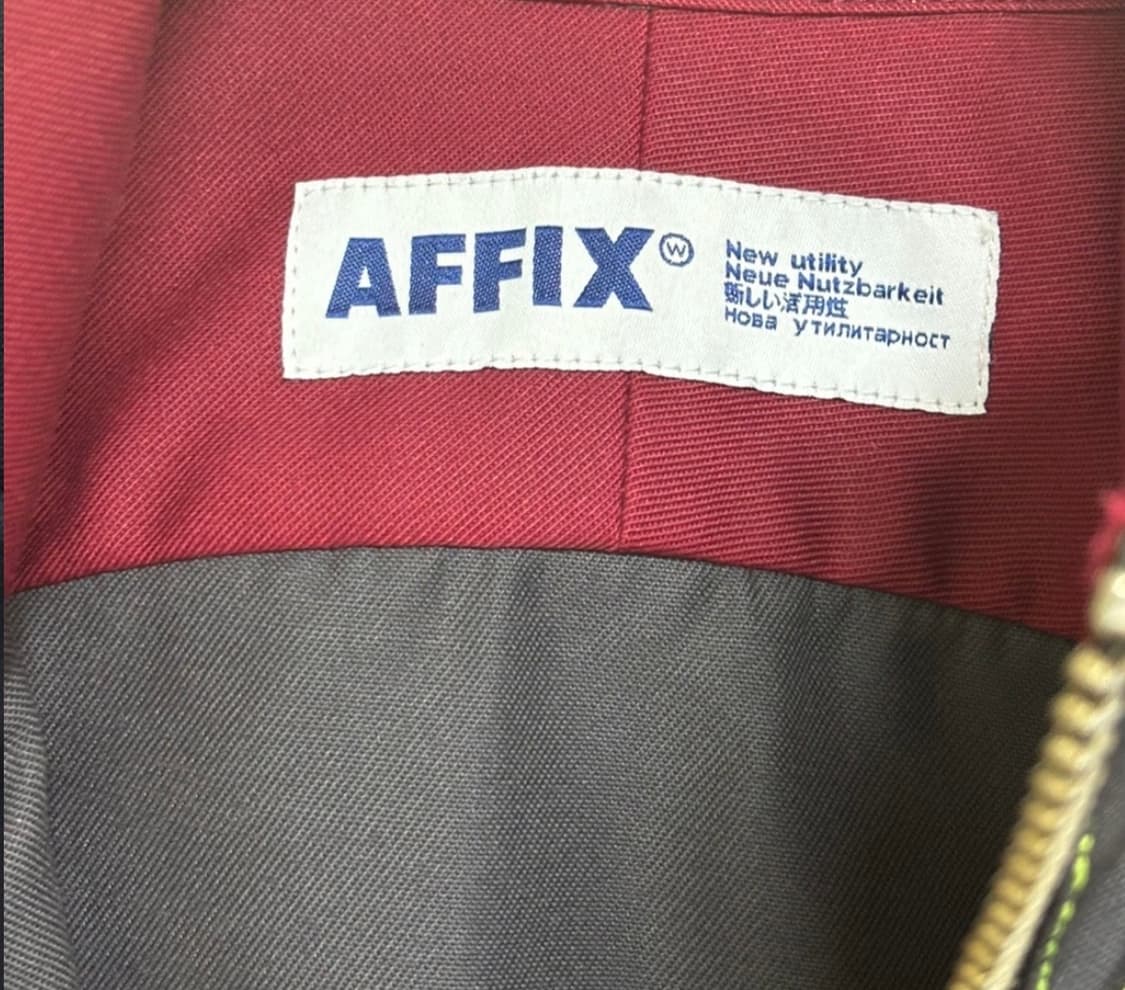 AFFIX Ⓦ
New utility
Neue Nutzbarkeit
新しい活用性
Нова утилитарност